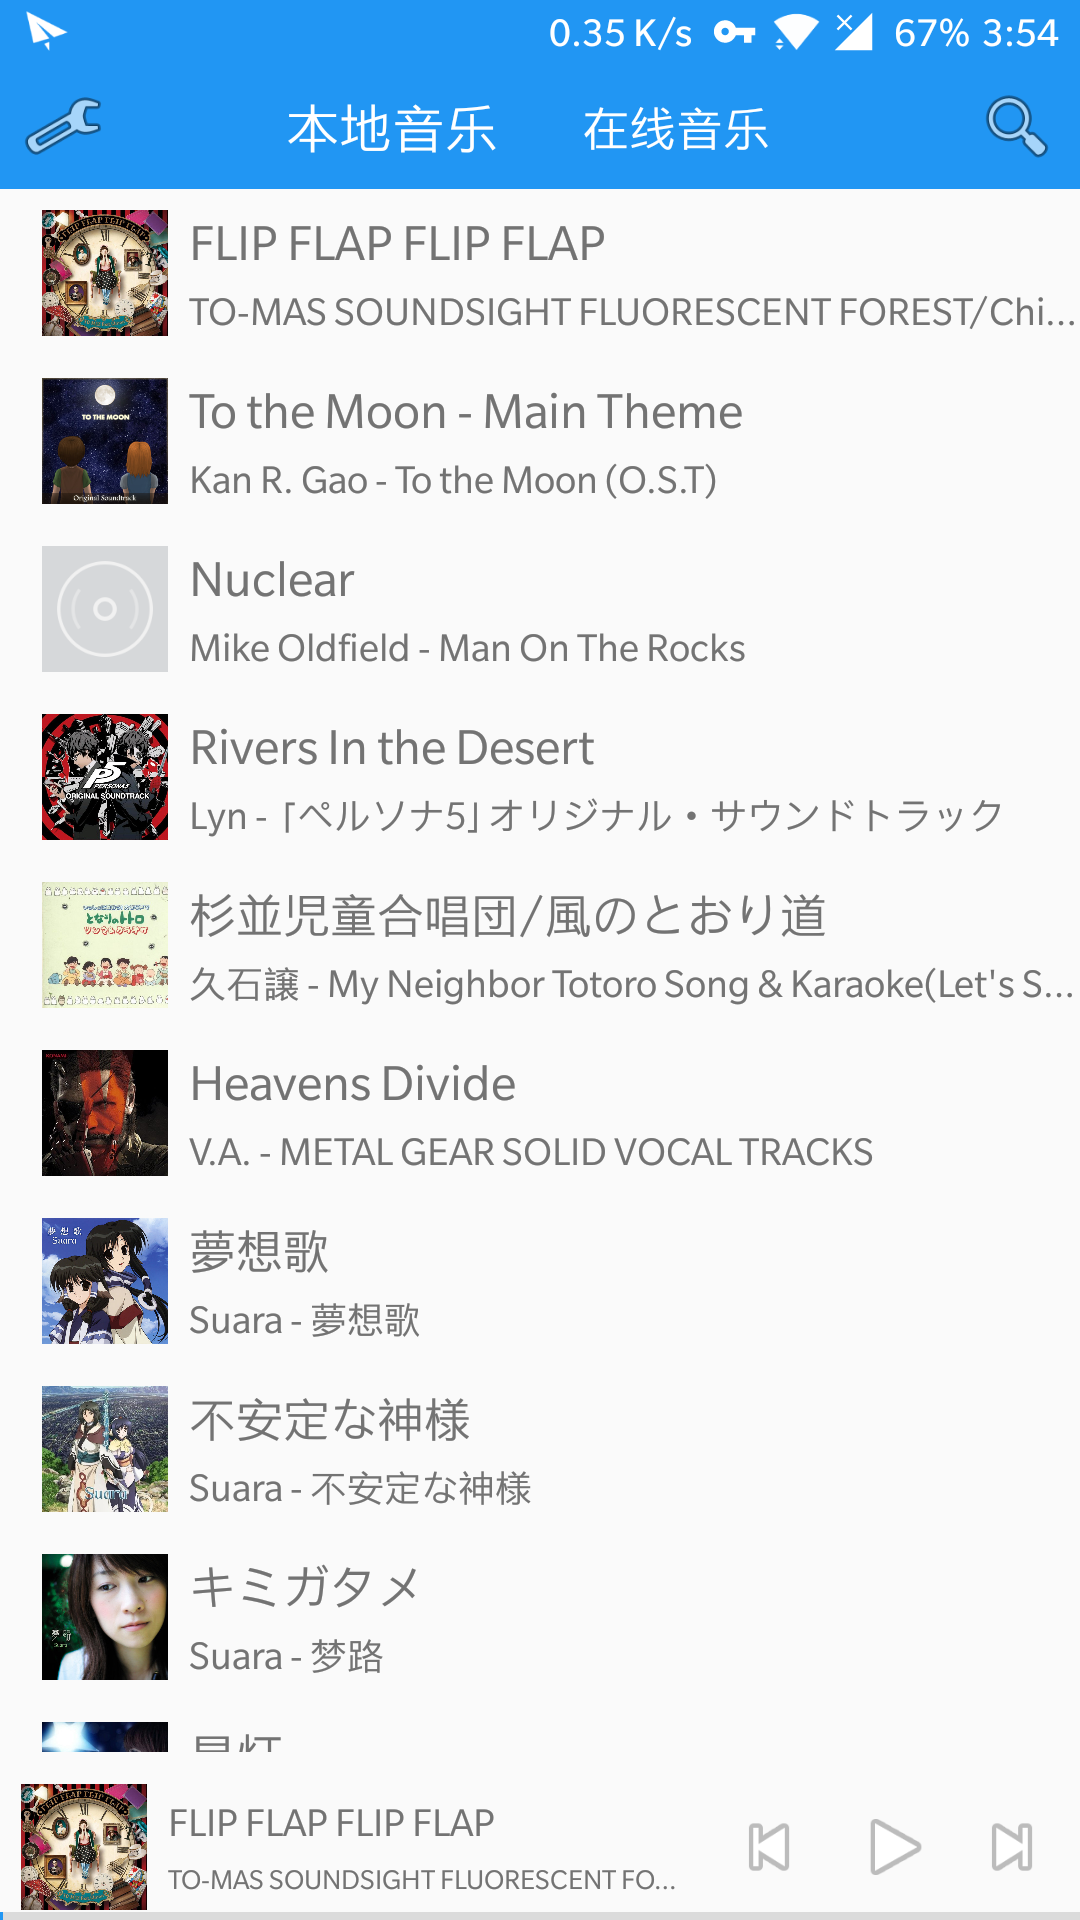 0.35 K/s 67% 3:54
本地音乐 在线音乐
FLIP FLAP FLIP FLAP
TO-MAS SOUNDSIGHT FLUORESCENT FOREST/Chi...
To the Moon - Main Theme
Kan R. Gao - To the Moon (O.S.T)
TO THE MOON
Original Soundtrack
Nuclear
Mike Oldfield - Man On The Rocks
Rivers In the Desert
Lyn - 「ペルソナ5」オリジナル・サウンドトラック
P5
PERSONA5
ORIGINAL SOUNDTRACK
杉並児童合唱団/風のとおり道
久石譲 - My Neighbor Totoro Song & Karaoke(Let's S...
となりのトトロ
Heavens Divide
V.A. - METAL GEAR SOLID VOCAL TRACKS
KONAMI
夢想歌
Suara - 夢想歌
夢想歌
Suara
不安定な神様
Suara - 不安定な神様
Suara
キミガタメ
Suara - 梦路
FLIP FLAP FLIP FLAP
TO-MAS SOUNDSIGHT FLUORESCENT FO...